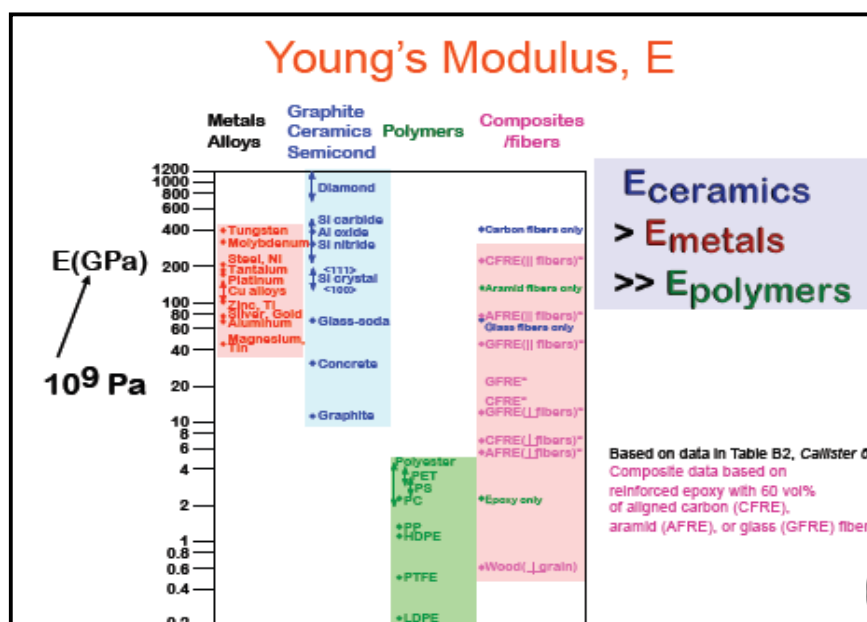 Young's Modulus, E
Metals
Alloys
Graphite
Ceramics
Semicond
Polymers
Composites
/fibers
E(GPa)
10⁹ Pa
1200
1000
800
600
400
200
100
80
60
40
20
10
8
6
4
2
1
0.8
0.6
0.4
0.2
Tungsten
Molybdenum
Steel, Ni
Tantalum
Platinum
Cu alloys
Zinc, Ti
Silver, Gold
Aluminum
Magnesium,
Tin
Diamond
Si carbide
Al oxide
Si nitride
<111>
Si crystal
<100>
Glass-soda
Concrete
Graphite
Polyester
PET
PS
PC
PP
HDPE
PTFE
LDPE
Carbon fibers only
CFRE(|| fibers)*
Aramid fibers only
AFRE(|| fibers)*
Glass fibers only
GFRE(|| fibers)*
GFRE*
CFRE*
GFRE(⊥ fibers)*
CFRE(⊥ fibers)*
AFRE(⊥ fibers)*
Epoxy only
Wood(⊥ grain)
Eceramics
> Emetals
>> Epolymers
Based on data in Table B2, Callister 6
Composite data based on
reinforced epoxy with 60 vol%
of aligned carbon (CFRE),
aramid (AFRE), or glass (GFRE) fiber